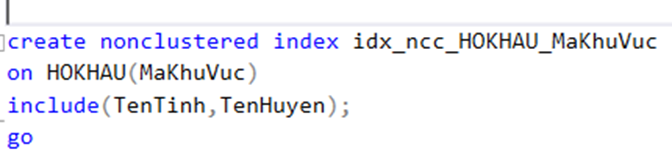 create nonclustered index idx_ncc_HOKHAU_MaKhuVuc
on HOKHAU(MaKhuVuc)
include(TenTinh,TenHuyen);
go